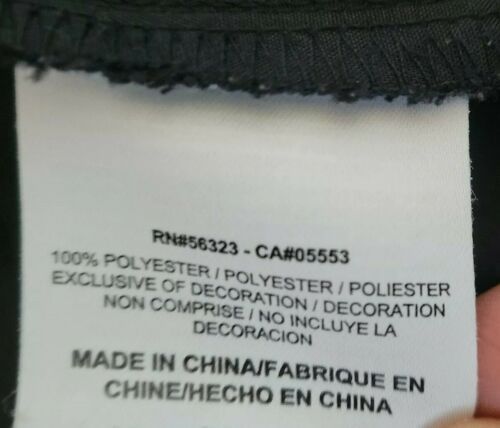 RN#56323 - CA#05553
100% POLYESTER / POLYESTER / POLIESTER
EXCLUSIVE OF DECORATION / DECORATION
NON COMPRISE / NO INCLUYE LA
DECORACION
MADE IN CHINA/FABRIQUE EN
CHINE/HECHO EN CHINA